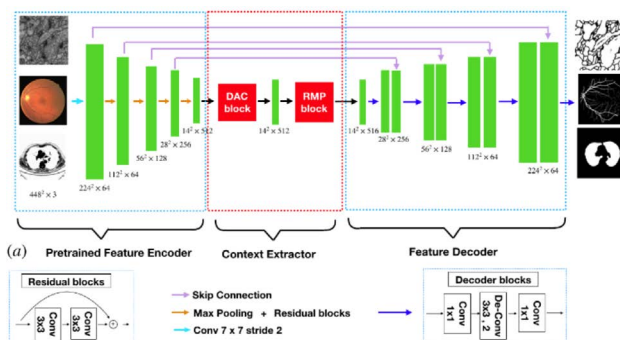 DAC
block
RMP
block
14² × 512
14² × 512
14² × 516
28² × 256
28² × 256
56² × 128
56² × 128
112² × 64
112² × 64
224² × 64
224² × 64
448² × 3
(a)
Pretrained Feature Encoder
Context Extractor
Feature Decoder
Residual blocks
Conv
3x3
Conv
3x3
+
Skip Connection
Max Pooling + Residual blocks
Conv 7 x 7 stride 2
Decoder blocks
Conv
1x1
De-Conv
3x3 , 2
Conv
1x1